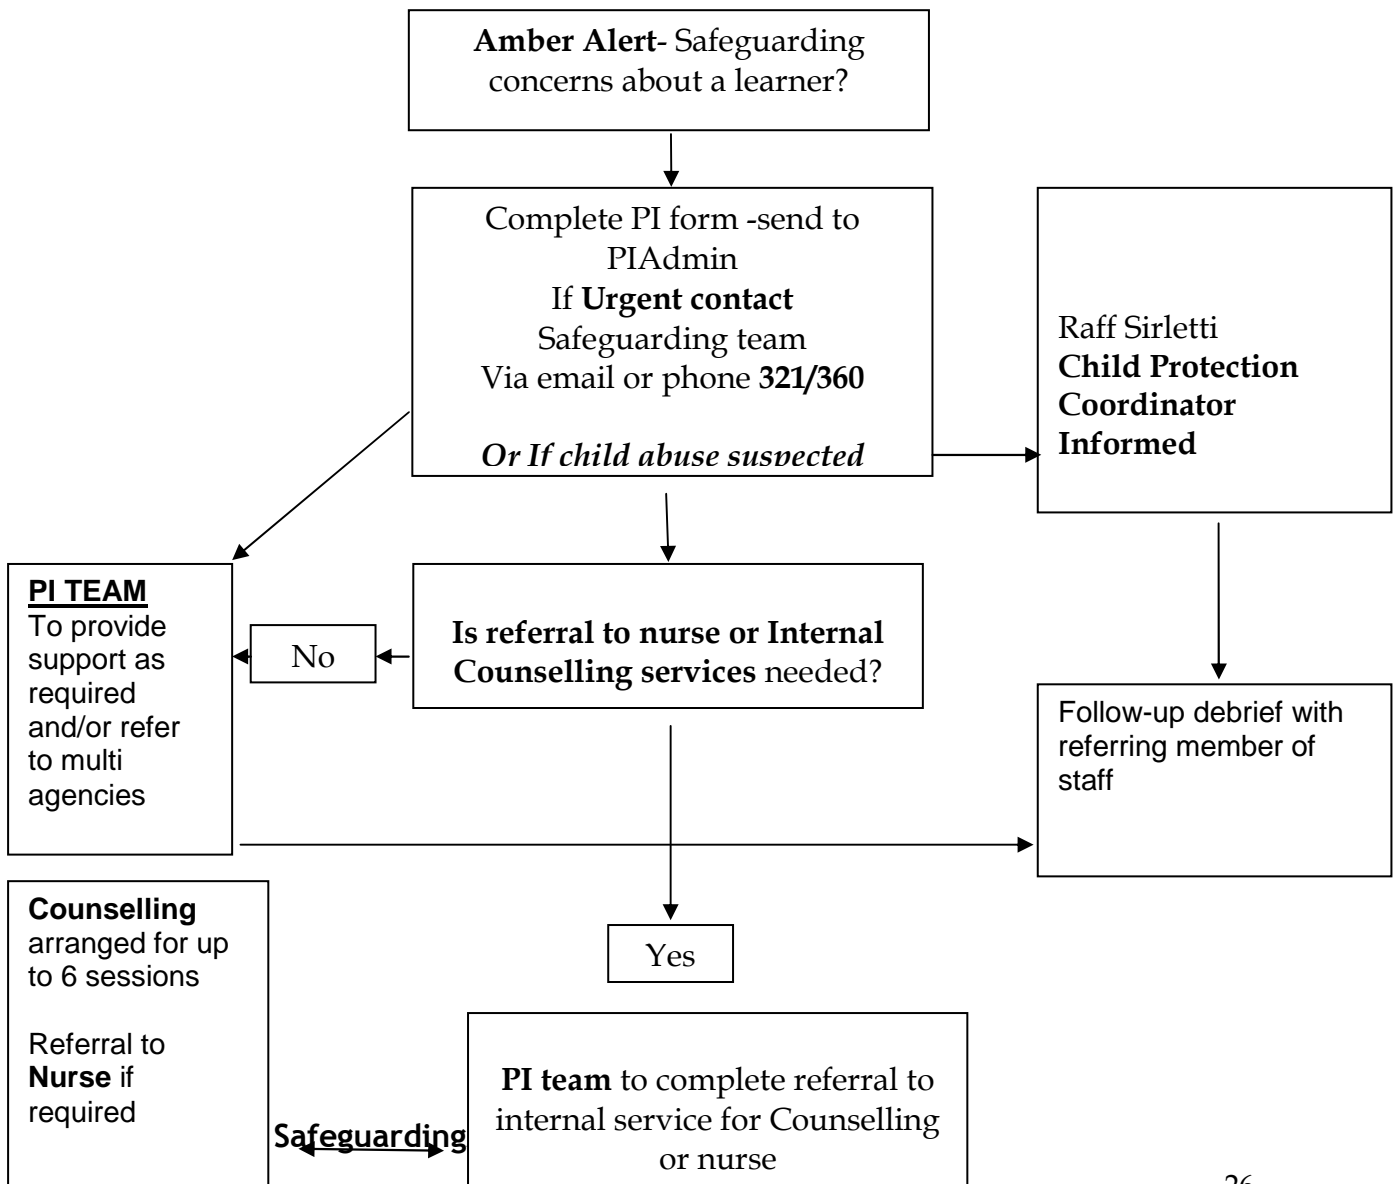 Amber Alert- Safeguarding
concerns about a learner?
Complete PI form -send to
PIAdmin
If Urgent contact
Safeguarding team
Via email or phone 321/360
Or If child abuse suspected
Raff Sirletti
Child Protection
Coordinator
Informed
PI TEAM
To provide
support as
required
and/or refer
to multi
agencies
No
Is referral to nurse or Internal
Counselling services needed?
Follow-up debrief with
referring member of
staff
Yes
Counselling
arranged for up
to 6 sessions
Referral to
Nurse if
required
Safeguarding
PI team to complete referral to
internal service for Counselling
or nurse
26